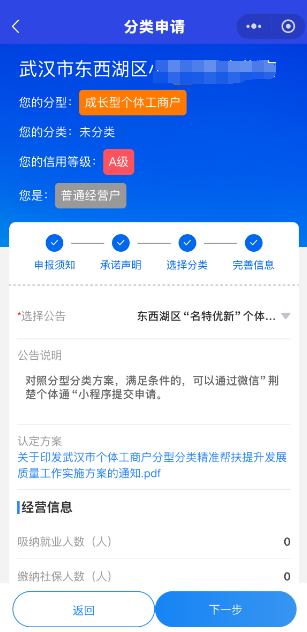 分类申请
武汉市东西湖区
您的分型：成长型个体工商户
您的分类：未分类
您的信用等级：A级
您是：普通经营户
申报须知 承诺声明 选择分类 完善信息
*选择公告 东西湖区“名特优新”个体...
公告说明
对照分型分类方案，满足条件的，可以通过微信”荆
楚个体通“小程序提交申请。
认定方案
关于印发武汉市个体工商户分型分类精准帮扶提升发展
质量工作实施方案的通知.pdf
经营信息
吸纳就业人数（人） 0
缴纳社保人数（人） 0
返回 下一步